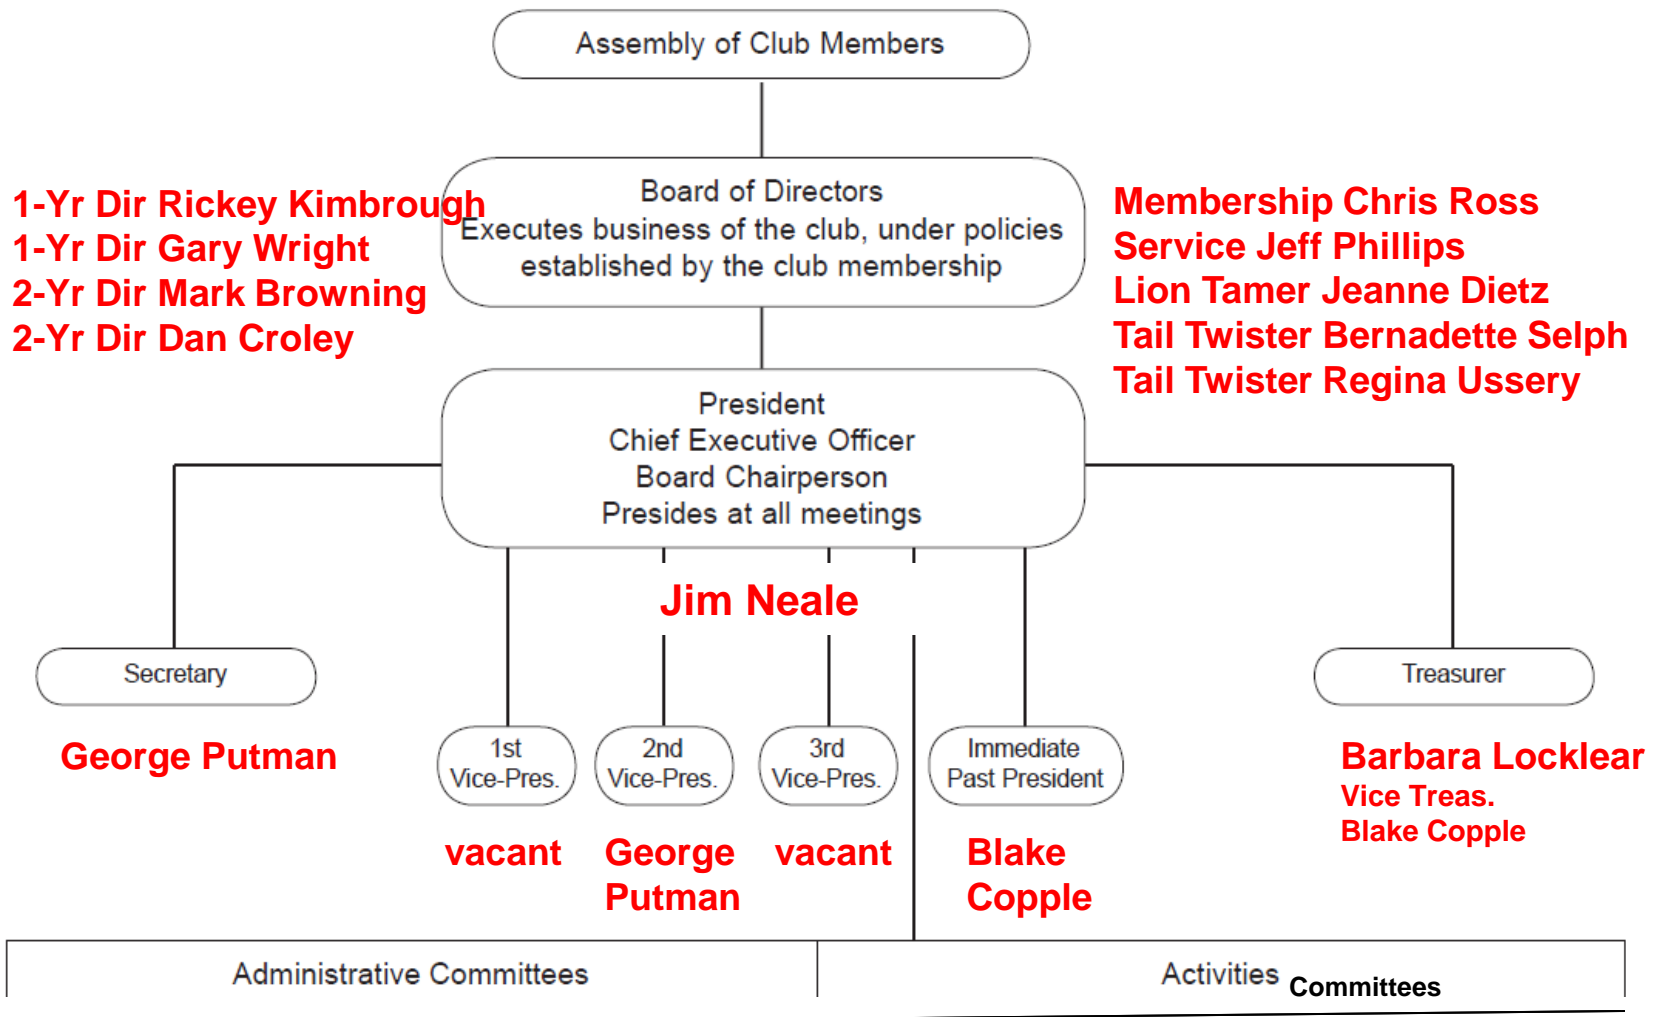 Assembly of Club Members
1-Yr Dir Rickey Kimbrough
1-Yr Dir Gary Wright
2-Yr Dir Mark Browning
2-Yr Dir Dan Croley
Board of Directors
Executes business of the club, under policies
established by the club membership
Membership Chris Ross
Service Jeff Phillips
Lion Tamer Jeanne Dietz
Tail Twister Bernadette Selph
Tail Twister Regina Ussery
President
Chief Executive Officer
Board Chairperson
Presides at all meetings
Jim Neale
Secretary
George Putman
1st
Vice-Pres.
vacant
2nd
Vice-Pres.
George
Putman
3rd
Vice-Pres.
vacant
Immediate
Past President
Blake
Copple
Treasurer
Barbara Locklear
Vice Treas.
Blake Copple
Administrative Committees
Activities Committees